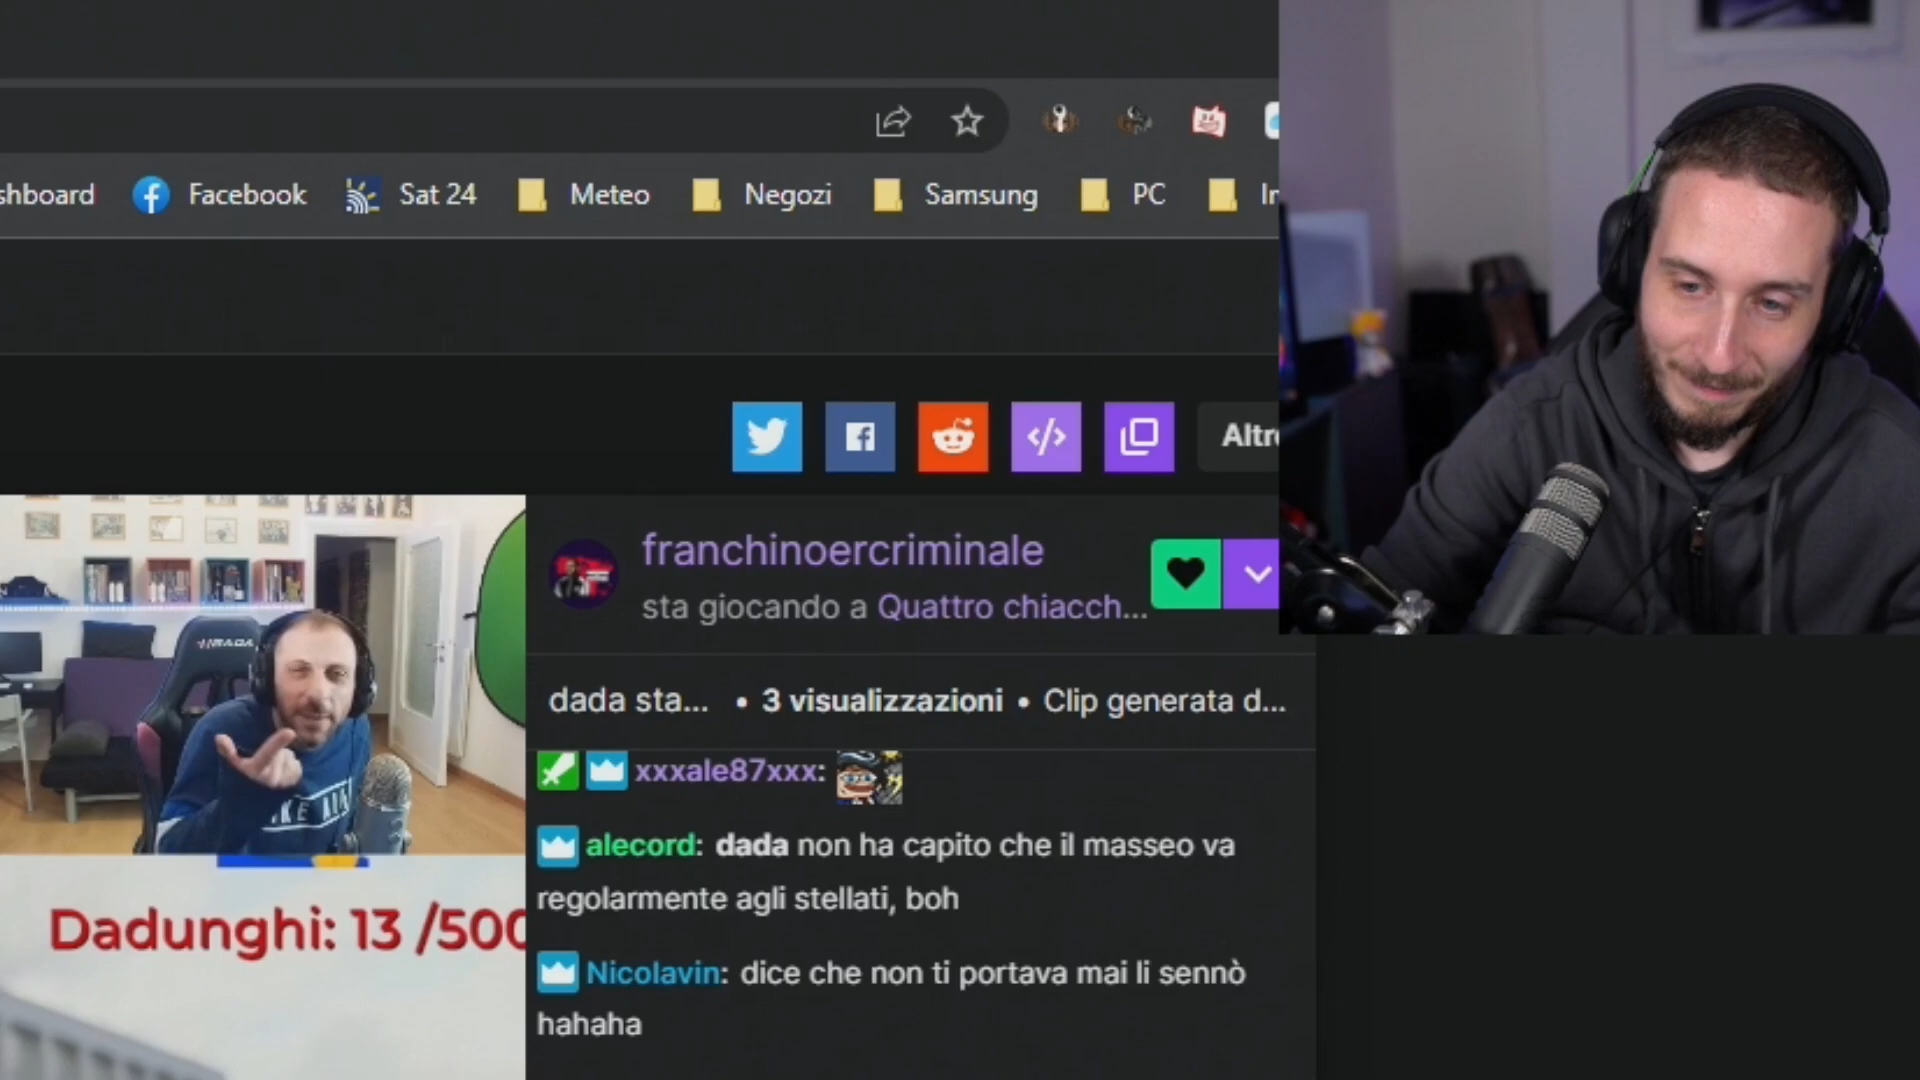 shboard
Facebook
Sat 24
Meteo
Negozi
Samsung
PC
Altr
franchinoercriminale
sta giocando a Quattro chiacch...
dada sta... • 3 visualizzazioni • Clip generata d...
xxxale87xxx:
alecord: dada non ha capito che il masseo va
regolarmente agli stellati, boh
Nicolavin: dice che non ti portava mai li sennò
hahaha
Dadunghi: 13 /500